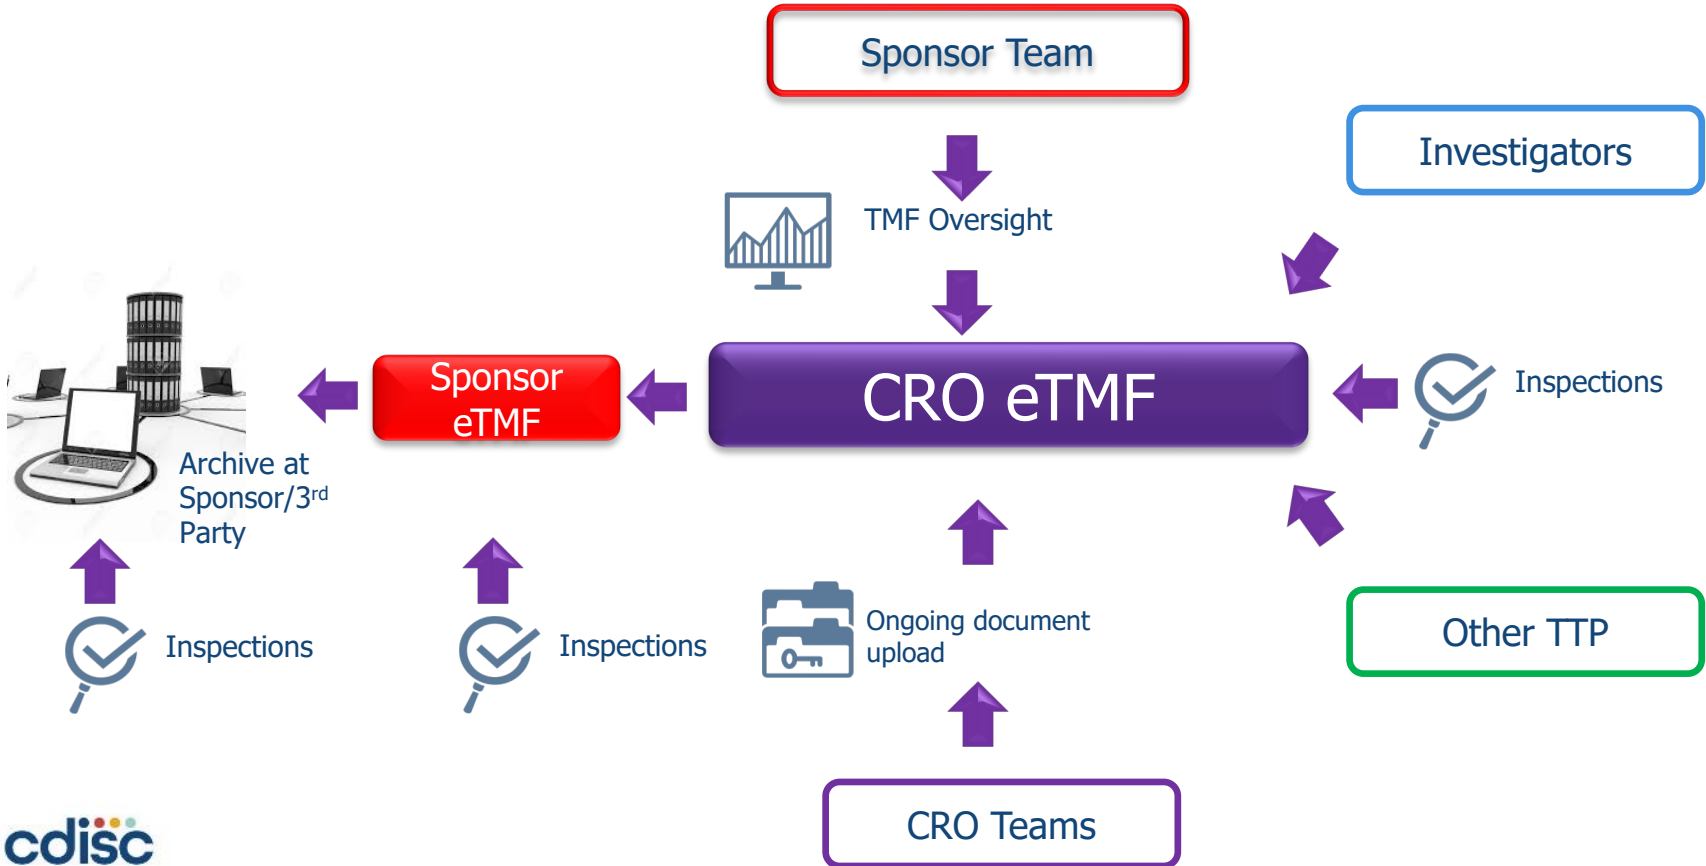 Sponsor Team
Investigators
TMF Oversight
Sponsor
eTMF
CRO eTMF
Inspections
Archive at
Sponsor/3rd
Party
Inspections
Inspections
Ongoing document
upload
Other TTP
CRO Teams
cdisc